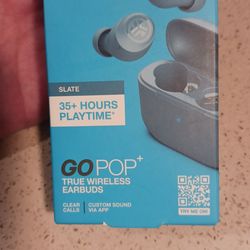 SLATE
35+ HOURS
PLAYTIME*
GO POP+
TRUE WIRELESS
EARBUDS
CLEAR
CALLS
CUSTOM SOUND
VIA APP
TRY ME ON!